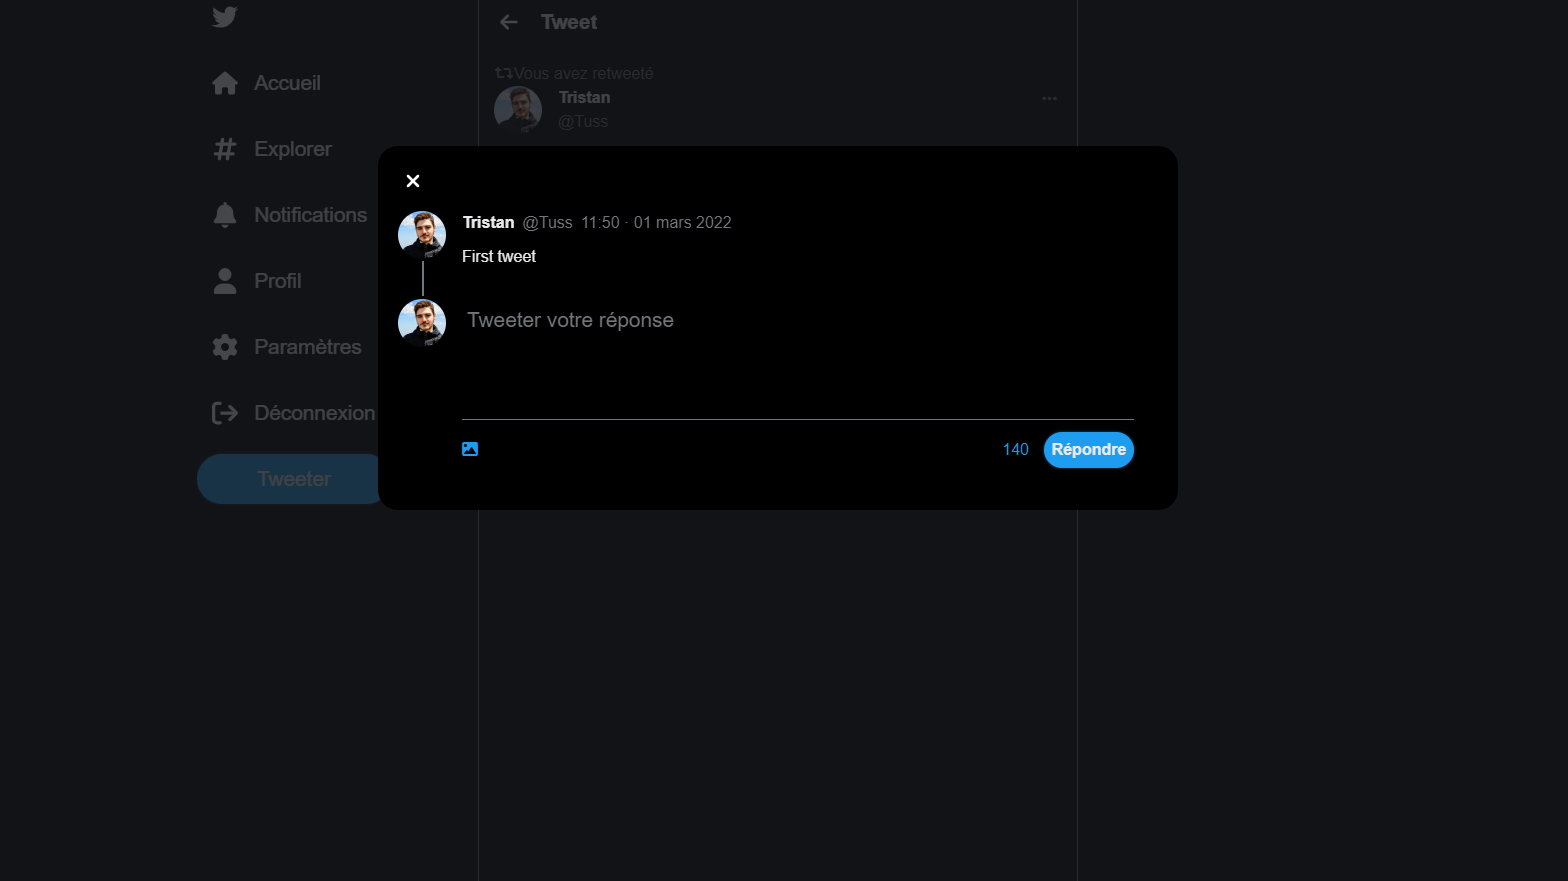 Tweet
Vous avez retweeté
Tristan
@Tuss
Accueil
Explorer
Notifications
Profil
Paramètres
Déconnexion
Tweeter
Tristan @Tuss 11:50 · 01 mars 2022
First tweet
Tweeter votre réponse
140 Répondre